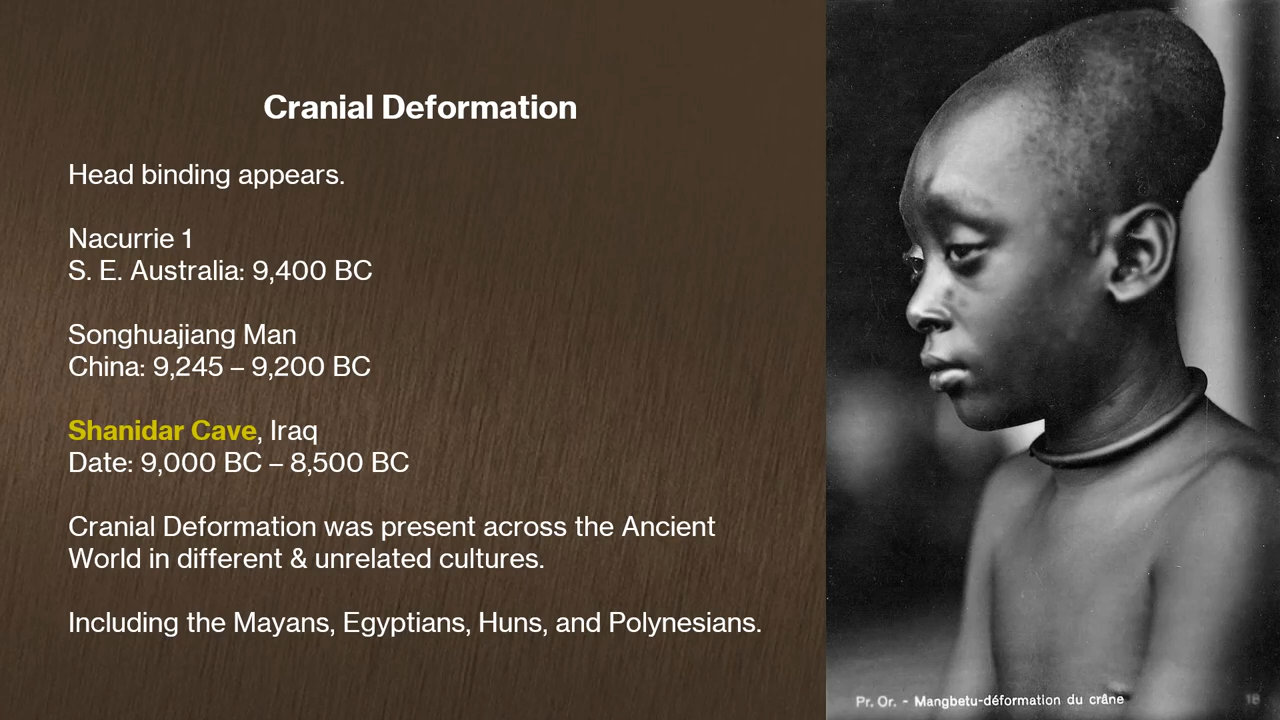 Cranial Deformation
Head binding appears.
Nacurrie 1
S. E. Australia: 9,400 BC
Songhuajiang Man
China: 9,245 – 9,200 BC
Shanidar Cave, Iraq
Date: 9,000 BC – 8,500 BC
Cranial Deformation was present across the Ancient
World in different & unrelated cultures.
Including the Mayans, Egyptians, Huns, and Polynesians.
Pr. Or. - Mangbetu-déformation du crâne
18